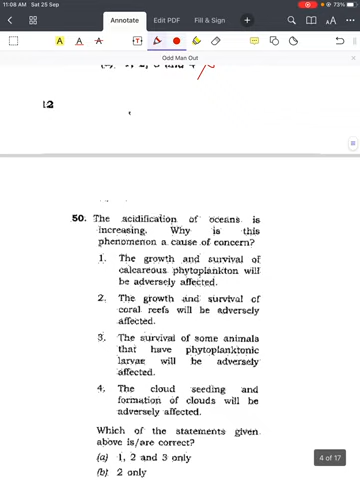 11:08 AM Sat 25 Sep
73%
Annotate Edit PDF Fill & Sign
Odd Man Out
12
50. The acidification of oceans is
increasing. Why is this
phenomenon a cause of concern?
1. The growth and survival of
calcareous phytoplankton will
be adversely affected.
2. The growth and survival of
coral reefs will be adversely
affected.
3. The survival of some animals
that have phytoplanktonic
larvae will be adversely
affected.
4. The cloud seeding and
formation of clouds will be
adversely affected.
Which of the statements given
above is/are correct?
(a) 1, 2 and 3 only
(b) 2 only
4 of 17